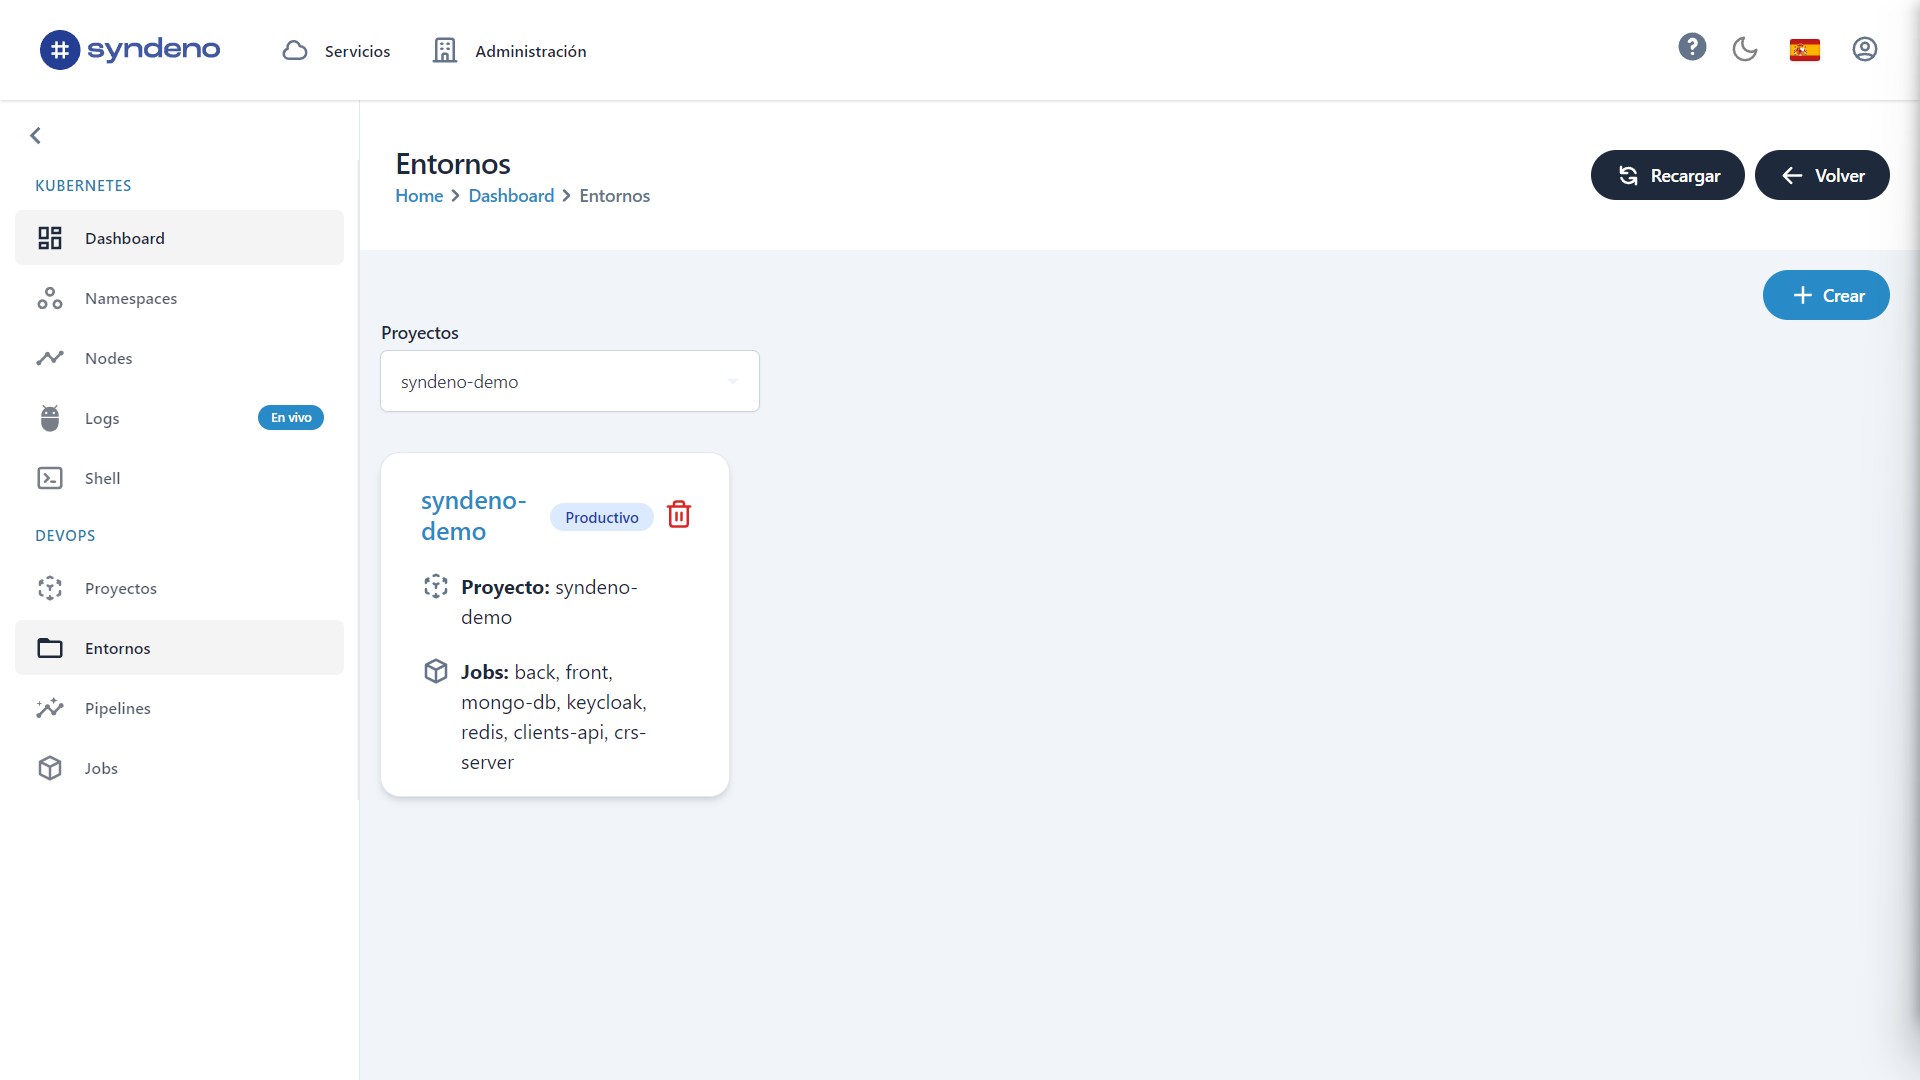 syndeno
Servicios
Administración
KUBERNETES
Dashboard
Namespaces
Nodes
Logs
En vivo
Shell
DEVOPS
Proyectos
Entornos
Pipelines
Jobs
Entornos
Home > Dashboard > Entornos
Recargar
Volver
Crear
Proyectos
syndeno-demo
syndeno-
demo
Productivo
Proyecto: syndeno-
demo
Jobs: back, front,
mongo-db, keycloak,
redis, clients-api, crs-
server